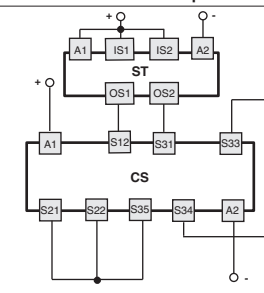 + -
A1 IS1 IS2 A2
ST
+
OS1 OS2
A1 S12 S31 S33
CS
S21 S22 S35 S34 A2
-